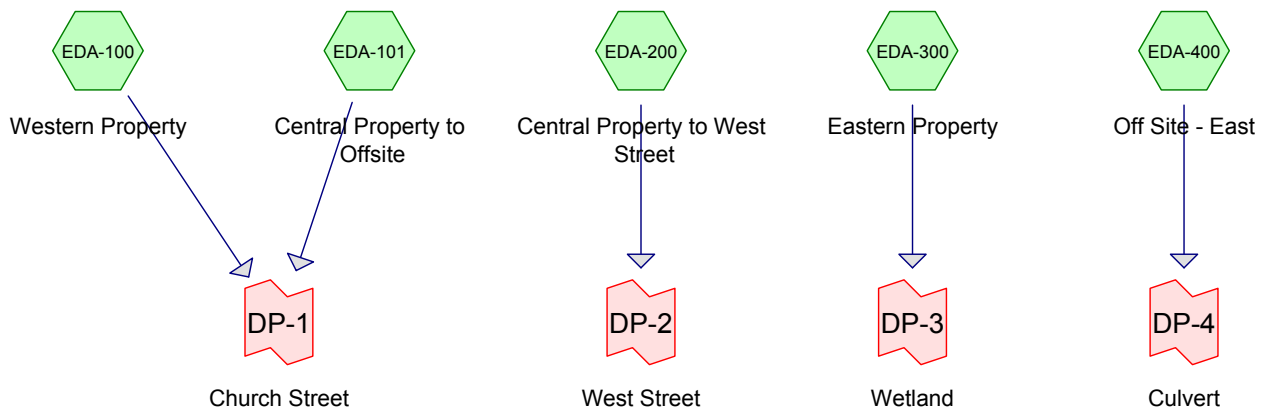 EDA-100
EDA-101
EDA-200
EDA-300
EDA-400
Western Property
Central Property to
Offsite
Central Property to West
Street
Eastern Property
Off Site - East
DP-1
DP-2
DP-3
DP-4
Church Street
West Street
Wetland
Culvert